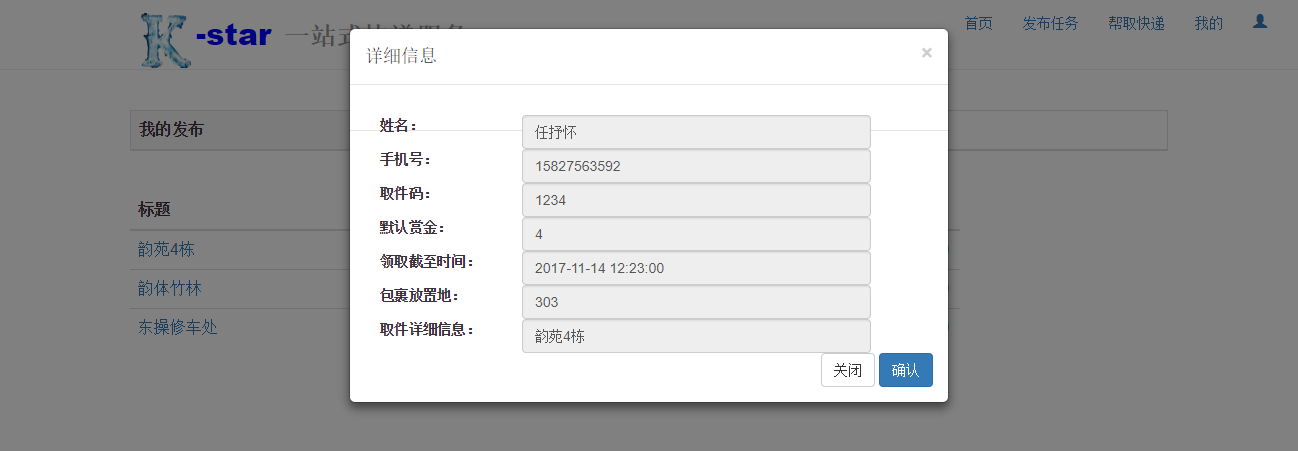 K-star 一站式快递服务
首页 发布任务 帮取快递 我的
详细信息 ×
我的发布
姓名： 任抒怀
手机号： 15827563592
取件码： 1234
默认赏金： 4
领取截至时间： 2017-11-14 12:23:00
包裹放置地： 303
取件详细信息： 韵苑4栋
关闭 确认
标题
韵苑4栋
韵体竹林
东操修车处